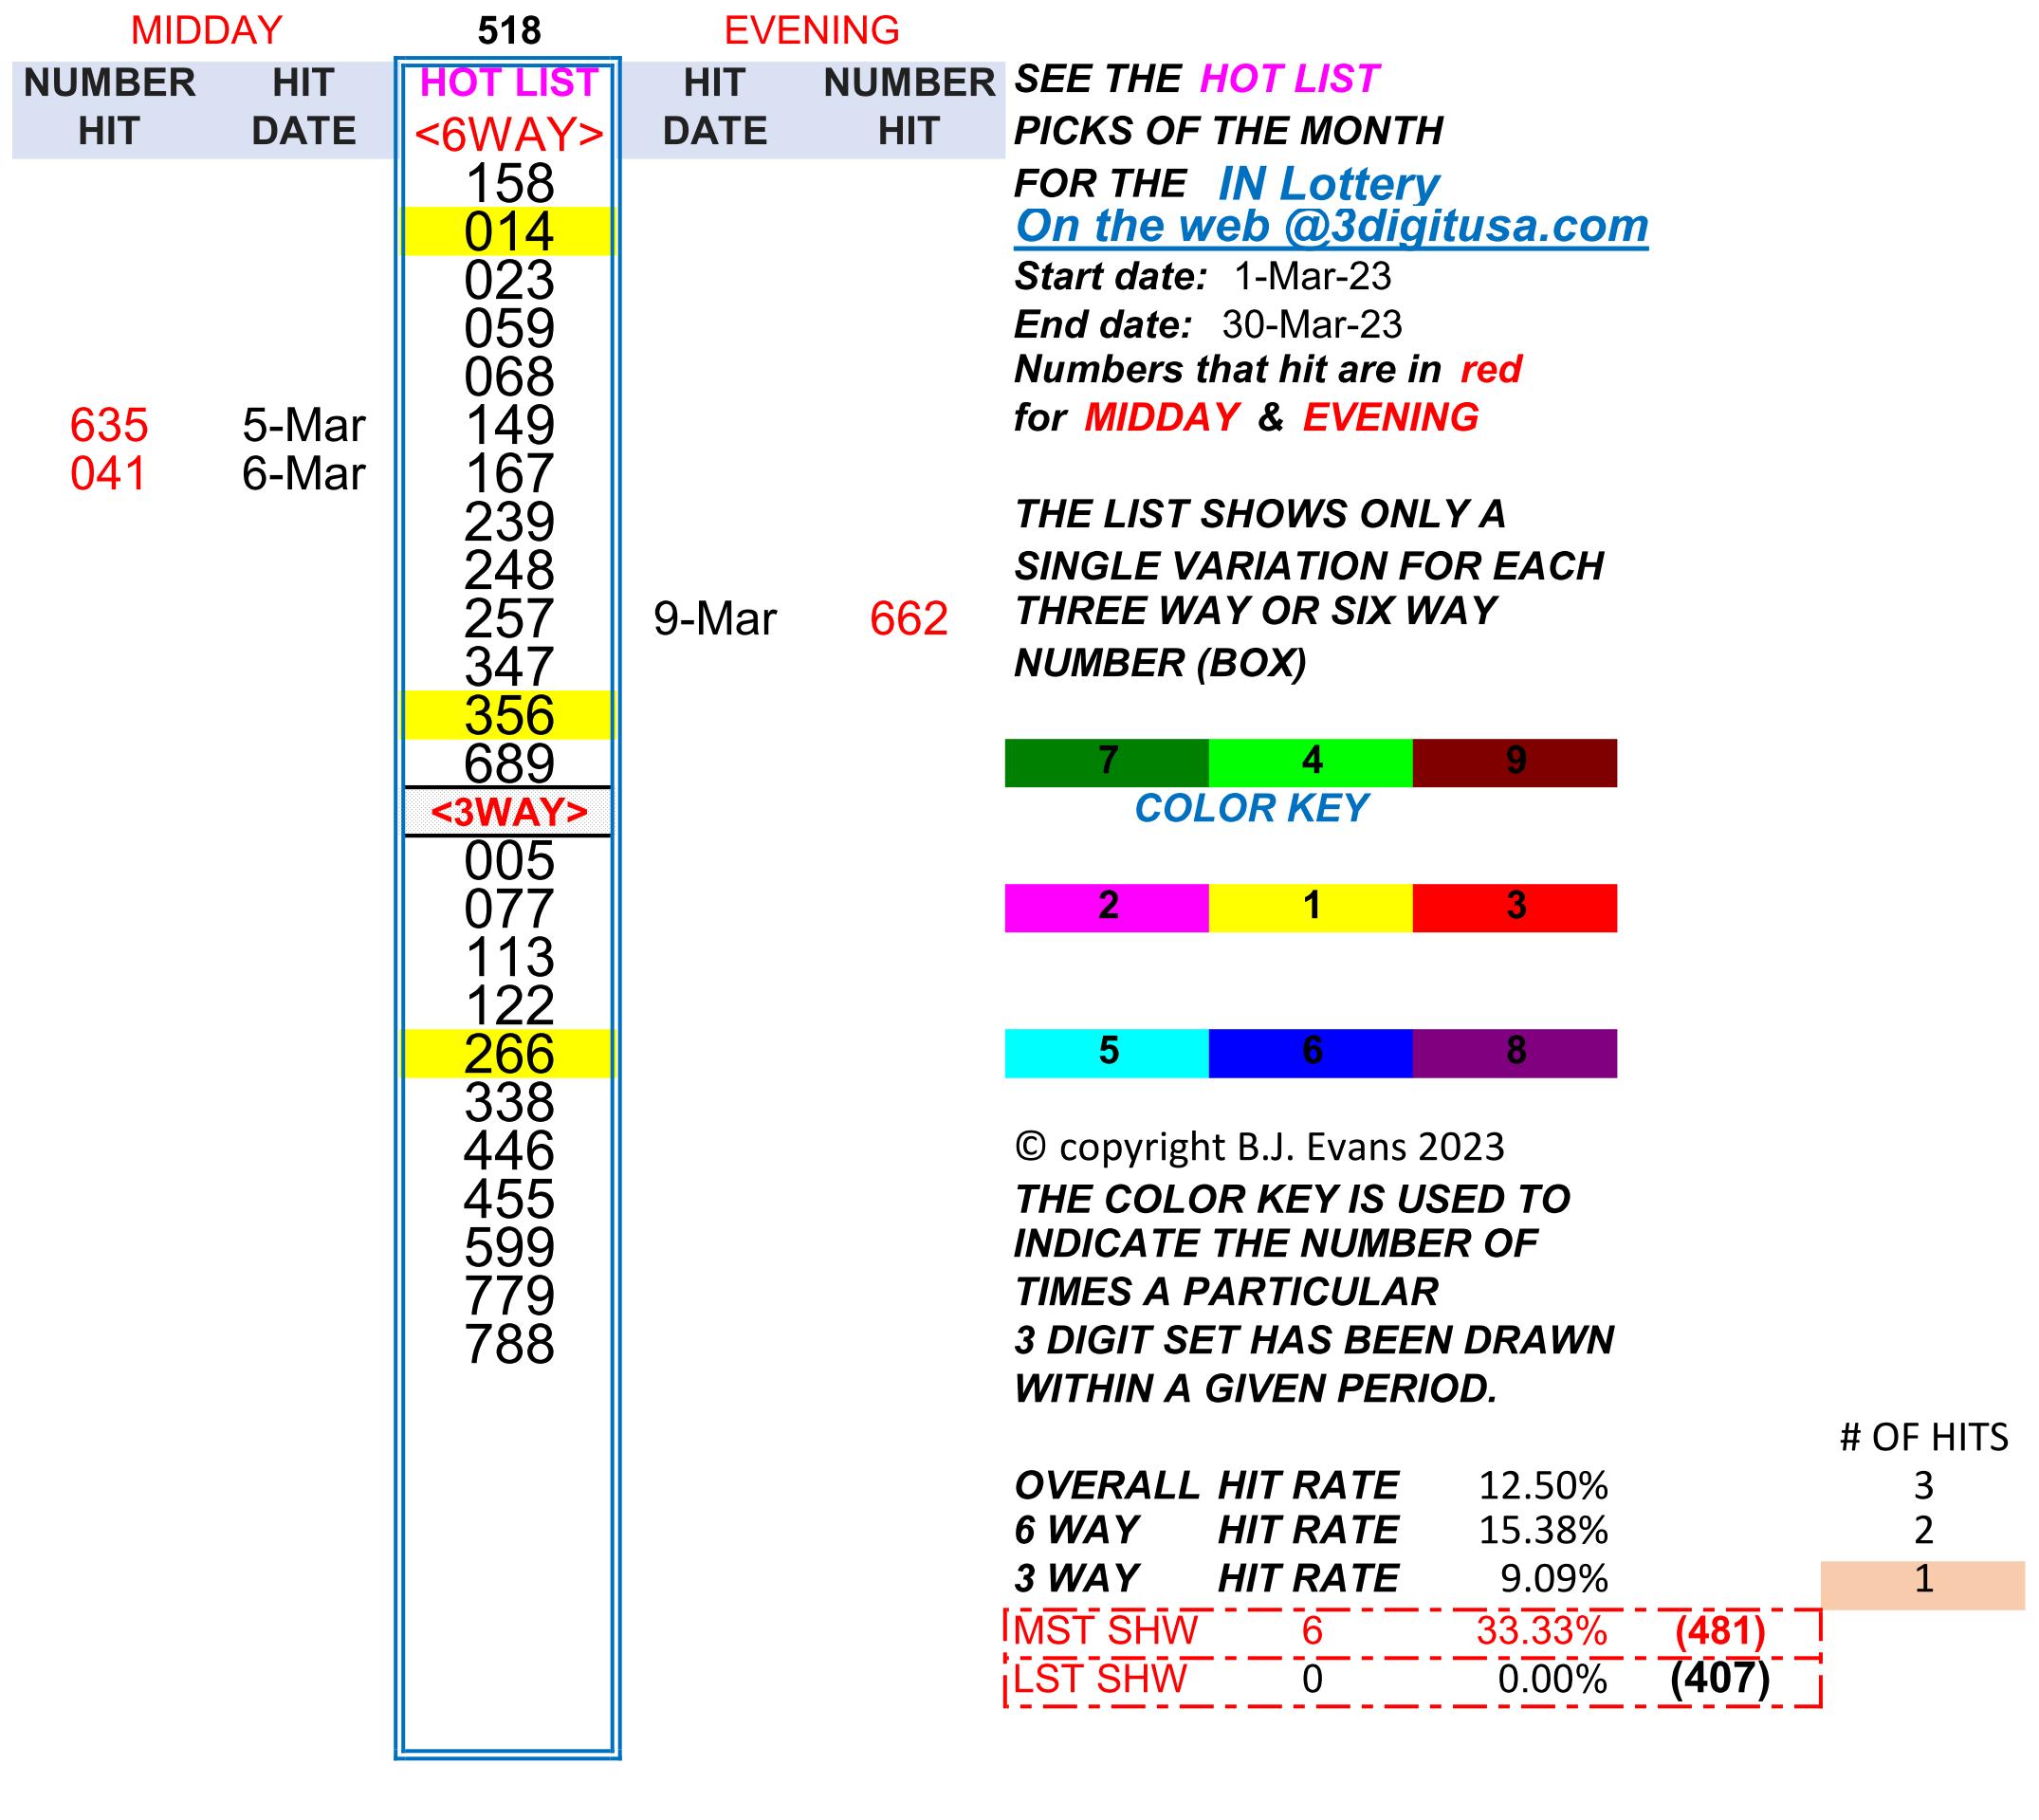 MIDDAY 518 EVENING
NUMBER HIT HOT LIST HIT NUMBER
HIT DATE <6WAY> DATE HIT
158
014
023
059
068
635 5-Mar 149
041 6-Mar 167
239
248
257 9-Mar 662
347
356
689
<3WAY>
005
077
113
122
266
338
446
455
599
779
788
SEE THE HOT LIST
PICKS OF THE MONTH
FOR THE IN Lottery
On the web @3digitusa.com
Start date: 1-Mar-23
End date: 30-Mar-23
Numbers that hit are in red
for MIDDAY & EVENING
THE LIST SHOWS ONLY A
SINGLE VARIATION FOR EACH
THREE WAY OR SIX WAY
NUMBER (BOX)
7 4 9
COLOR KEY
2 1 3
5 6 8
© copyright B.J. Evans 2023
THE COLOR KEY IS USED TO
INDICATE THE NUMBER OF
TIMES A PARTICULAR
3 DIGIT SET HAS BEEN DRAWN
WITHIN A GIVEN PERIOD.
# OF HITS
OVERALL HIT RATE 12.50% 3
6 WAY HIT RATE 15.38% 2
3 WAY HIT RATE 9.09% 1
MST SHW 6 33.33% (481)
LST SHW 0 0.00% (407)